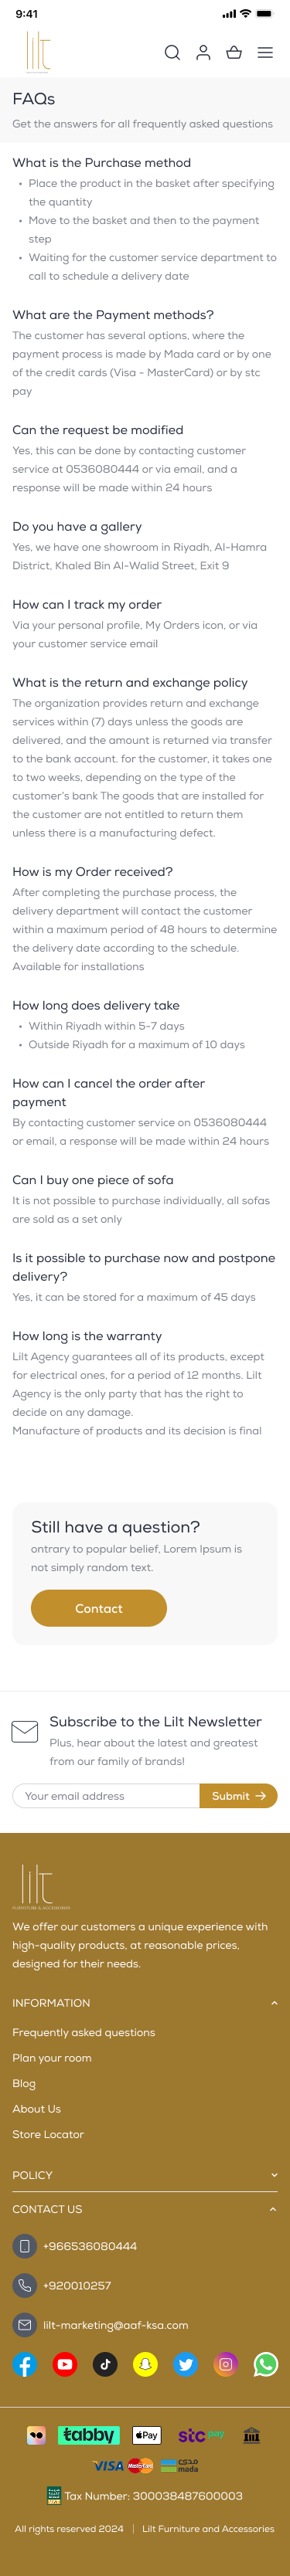 9:41
lilt
FAQs
Get the answers for all frequently asked questions
What is the Purchase method
• Place the product in the basket after specifying
the quantity
• Move to the basket and then to the payment
step
• Waiting for the customer service department to
call to schedule a delivery date
What are the Payment methods?
The customer has several options, where the
payment process is made by Mada card or by one
of the credit cards (Visa - MasterCard) or by stc
pay
Can the request be modified
Yes, this can be done by contacting customer
service at 0536080444 or via email, and a
response will be made within 24 hours
Do you have a gallery
Yes, we have one showroom in Riyadh, Al-Hamra
District, Khaled Bin Al-Walid Street, Exit 9
How can I track my order
Via your personal profile, My Orders icon, or via
your customer service email
What is the return and exchange policy
The organization provides return and exchange
services within (7) days unless the goods are
delivered, and the amount is returned via transfer
to the bank account. for the customer, it takes one
to two weeks, depending on the type of the
customer's bank The goods that are installed for
the customer are not entitled to return them
unless there is a manufacturing defect.
How is my Order received?
After completing the purchase process, the
delivery department will contact the customer
within a maximum period of 48 hours to determine
the delivery date according to the schedule.
Available for installations
How long does delivery take
• Within Riyadh within 5-7 days
• Outside Riyadh for a maximum of 10 days
How can I cancel the order after
payment
By contacting customer service on 0536080444
or email, a response will be made within 24 hours
Can I buy one piece of sofa
It is not possible to purchase individually, all sofas
are sold as a set only
Is it possible to purchase now and postpone
delivery?
Yes, it can be stored for a maximum of 45 days
How long is the warranty
Lilt Agency guarantees all of its products, except
for electrical ones, for a period of 12 months. Lilt
Agency is the only party that has the right to
decide on any damage.
Manufacture of products and its decision is final
Still have a question?
ontrary to popular belief, Lorem Ipsum is
not simply random text.
Contact
Subscribe to the Lilt Newsletter
Plus, hear about the latest and greatest
from our family of brands!
Your email address
Submit →
lilt
FURNITURE & ACCESSORIES
We offer our customers a unique experience with
high-quality products, at reasonable prices,
designed for their needs.
INFORMATION
Frequently asked questions
Plan your room
Blog
About Us
Store Locator
POLICY
CONTACT US
+966536080444
+920010257
lilt-marketing@aaf-ksa.com
tabby Pay stc pay
VISA MasterCard مدى mada
Tax Number: 300038487600003
All rights reserved 2024 | Lilt Furniture and Accessories